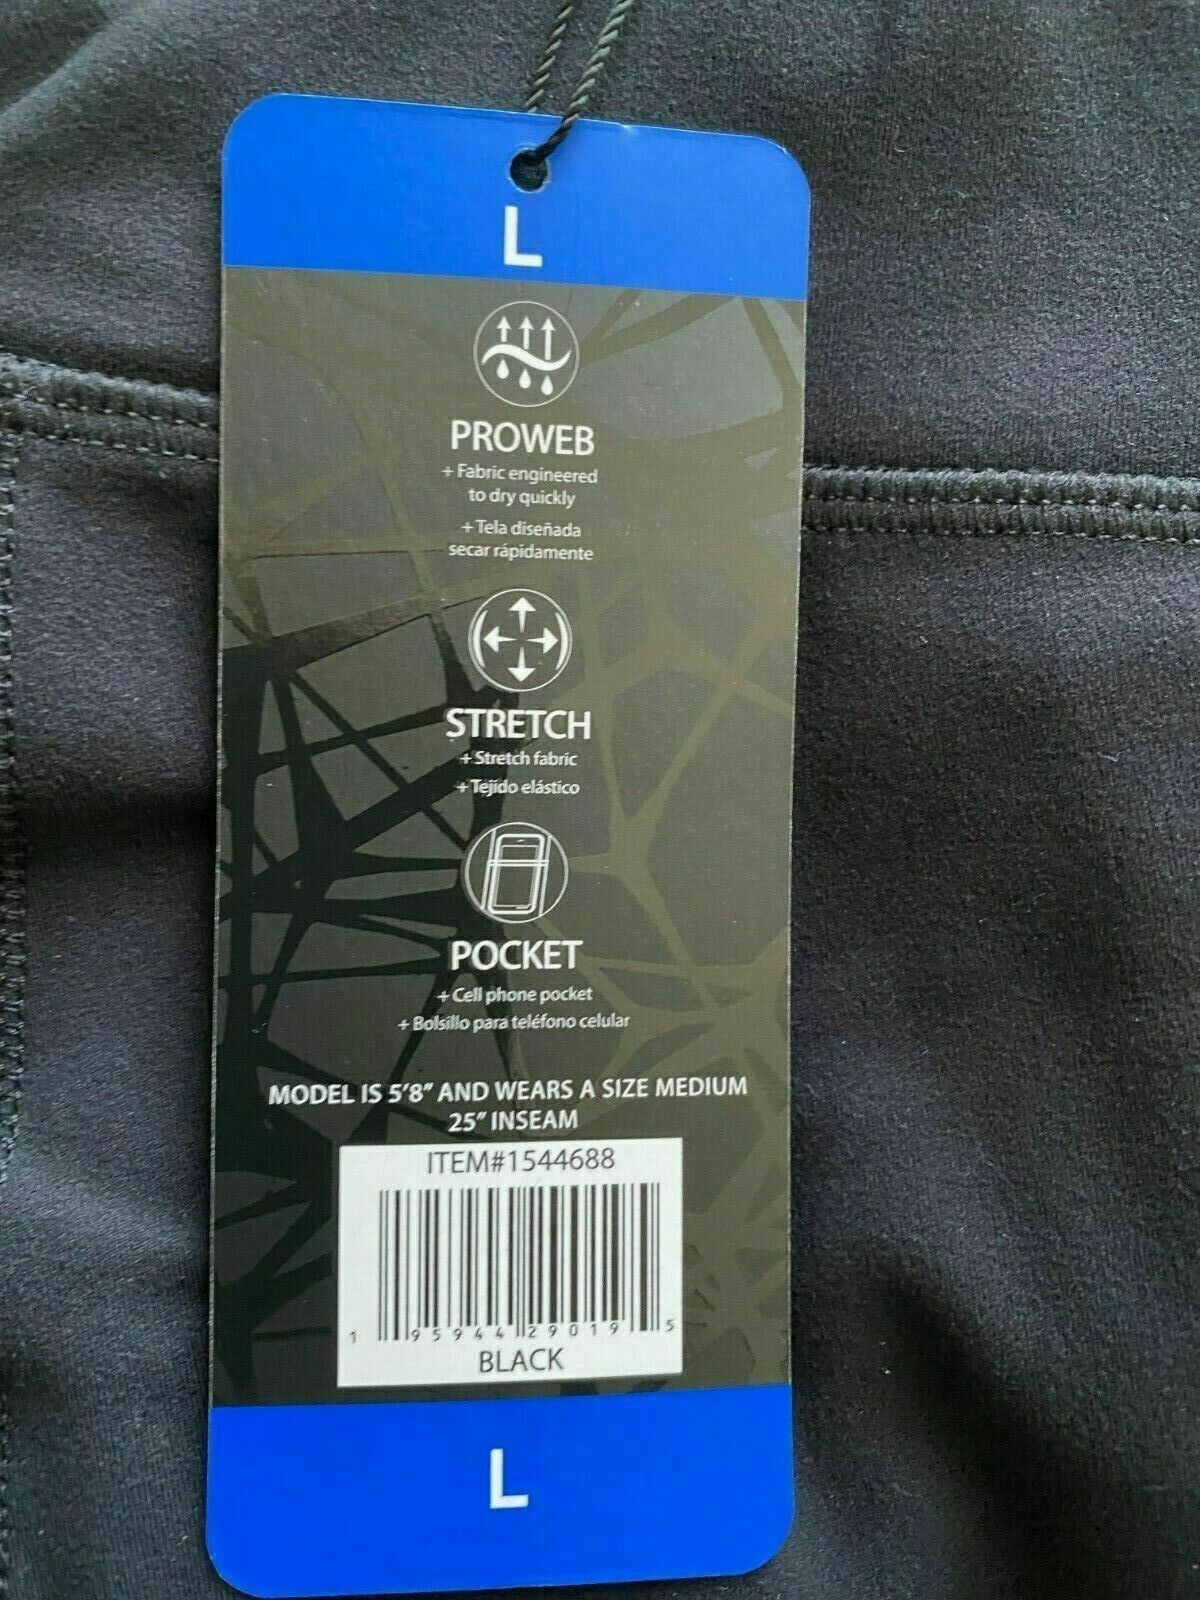 L
PROWEB
+ Fabric engineered
to dry quickly
+ Tela diseñada
secar rápidamente
STRETCH
+ Stretch fabric
+ Tejido elástico
POCKET
+ Cell phone pocket
+ Bolsillo para teléfono celular
MODEL IS 5'8" AND WEARS A SIZE MEDIUM
25" INSEAM
ITEM#1544688
1 95944 29019 5
BLACK
L